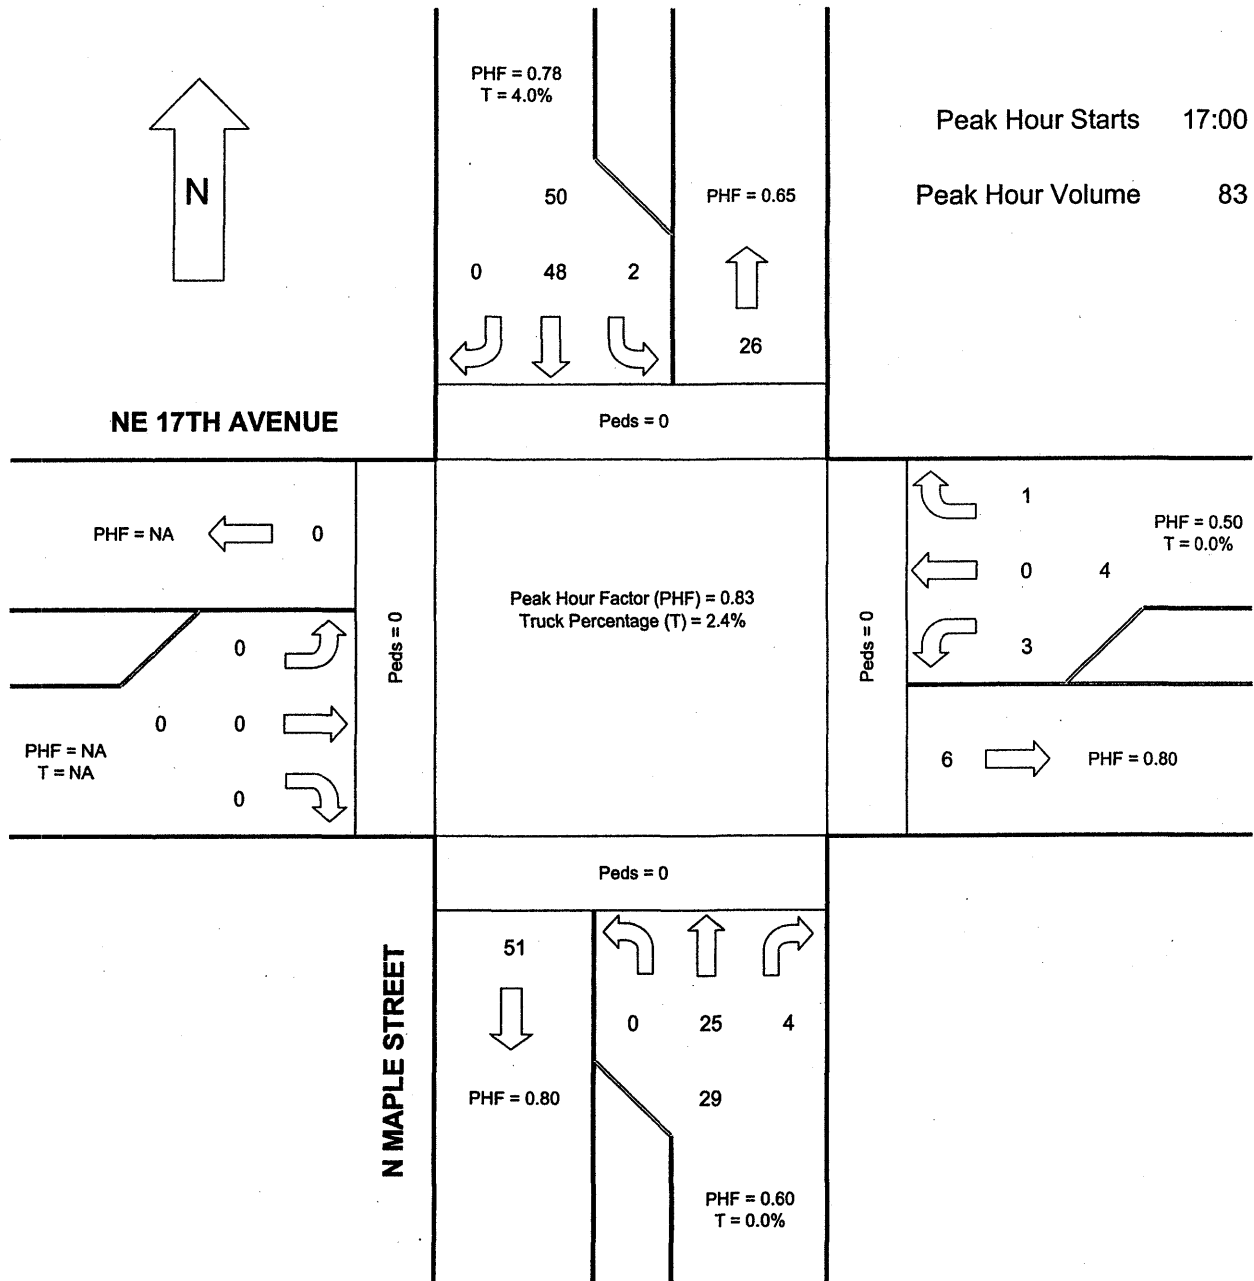 PHF = 0.78
T = 4.0%
Peak Hour Starts 17:00
N
50
PHF = 0.65
Peak Hour Volume 83
0 48 2
26
NE 17TH AVENUE
Peds = 0
1
PHF = NA
0
PHF = 0.50
T = 0.0%
0 4
Peak Hour Factor (PHF) = 0.83
Truck Percentage (T) = 2.4%
Peds = 0
Peds = 0
0
3
0 0
PHF = NA
T = NA
6
PHF = 0.80
0
Peds = 0
51
N MAPLE STREET
0 25 4
PHF = 0.80
29
PHF = 0.60
T = 0.0%